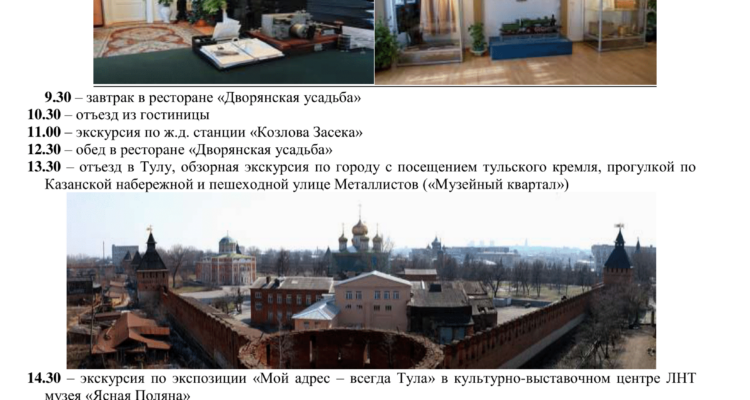 9.30 – завтрак в ресторане «Дворянская усадьба»
10.30 – отъезд из гостиницы
11.00 – экскурсия по ж.д. станции «Козлова Засека»
12.30 – обед в ресторане «Дворянская усадьба»
13.30 – отъезд в Тулу, обзорная экскурсия по городу с посещением тульского кремля, прогулкой по
Казанской набережной и пешеходной улице Металлистов («Музейный квартал»)
14.30 – экскурсия по экспозиции «Мой адрес – всегда Тула» в культурно-выставочном центре ЛНТ
музея «Ясная Поляна»